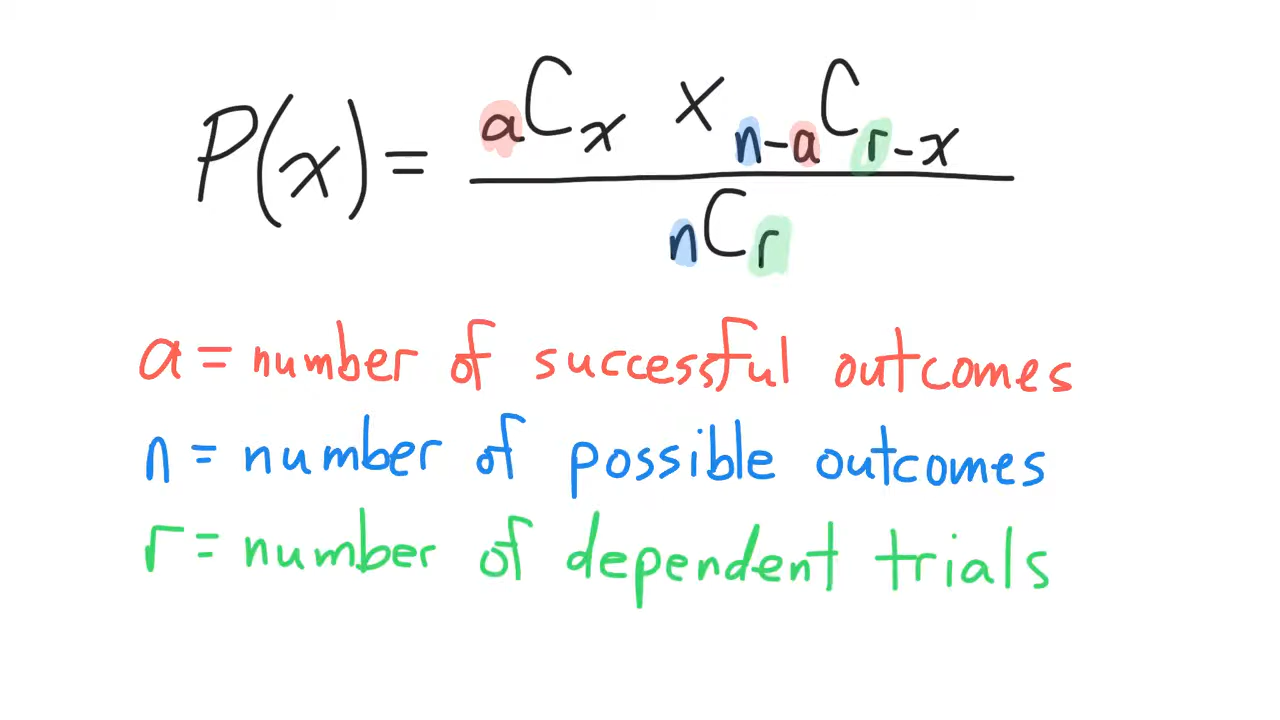 P(x) = aCx × n-aCr-x
nCr
a = number of successful outcomes
n = number of possible outcomes
r = number of dependent trials